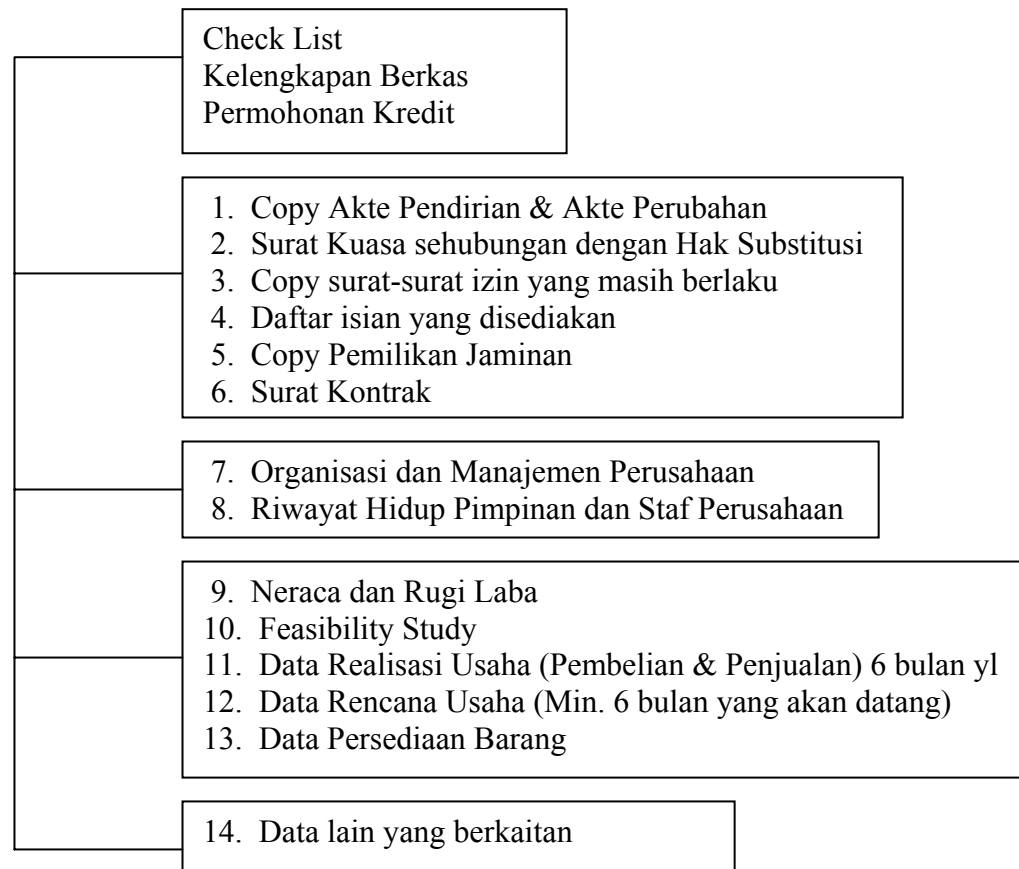 Check List
Kelengkapan Berkas
Permohonan Kredit
1. Copy Akte Pendirian & Akte Perubahan
2. Surat Kuasa sehubungan dengan Hak Substitusi
3. Copy surat-surat izin yang masih berlaku
4. Daftar isian yang disediakan
5. Copy Pemilikan Jaminan
6. Surat Kontrak
7. Organisasi dan Manajemen Perusahaan
8. Riwayat Hidup Pimpinan dan Staf Perusahaan
9. Neraca dan Rugi Laba
10. Feasibility Study
11. Data Realisasi Usaha (Pembelian & Penjualan) 6 bulan yl
12. Data Rencana Usaha (Min. 6 bulan yang akan datang)
13. Data Persediaan Barang
14. Data lain yang berkaitan